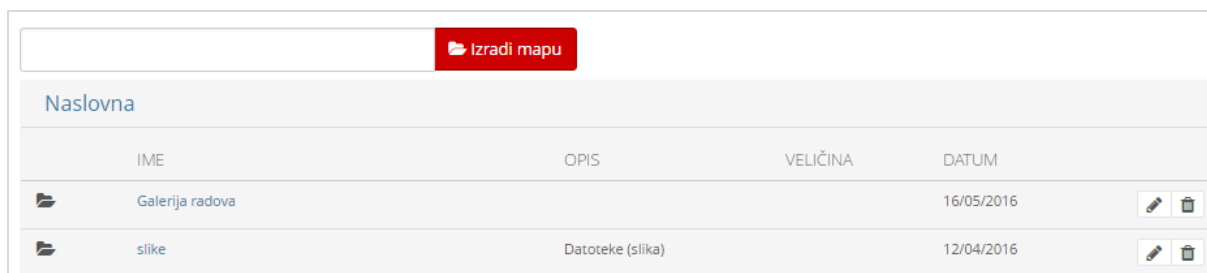 Izradi mapu
Naslovna
IME OPIS VELIČINA DATUM
Galerija radova 16/05/2016
slike Datoteke (slika) 12/04/2016